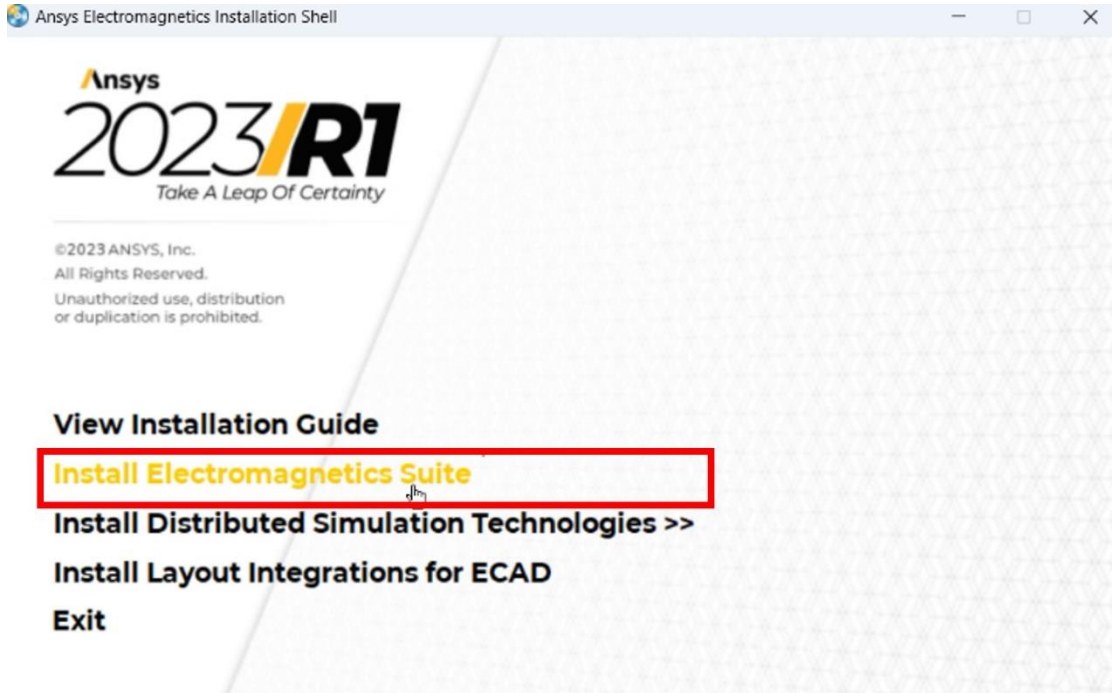 Ansys Electromagnetics Installation Shell
Ansys
2023/R1
Take A Leap Of Certainty
©2023 ANSYS, Inc.
All Rights Reserved.
Unauthorized use, distribution
or duplication is prohibited.
View Installation Guide
Install Electromagnetics Suite
Install Distributed Simulation Technologies >>
Install Layout Integrations for ECAD
Exit